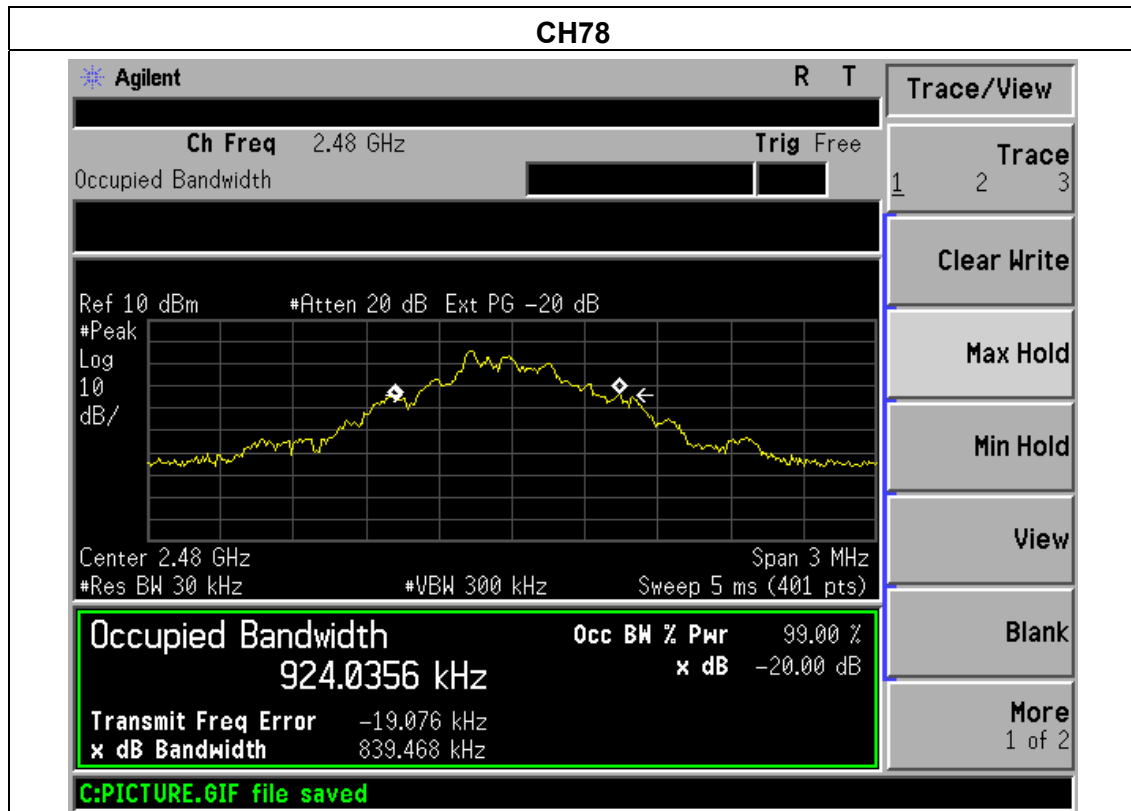 CH78
Agilent R T
Trace/View
Ch Freq 2.48 GHz Trig Free
Occupied Bandwidth
Trace
1 2 3
Clear Write
Max Hold
Min Hold
View
Blank
More
1 of 2
Ref 10 dBm #Atten 20 dB Ext PG −20 dB
#Peak
Log
10
dB/
Center 2.48 GHz Span 3 MHz
#Res BW 30 kHz #VBW 300 kHz Sweep 5 ms (401 pts)
Occupied Bandwidth Occ BW % Pwr 99.00 %
924.0356 kHz x dB −20.00 dB
Transmit Freq Error −19.076 kHz
x dB Bandwidth 839.468 kHz
C:PICTURE.GIF file saved